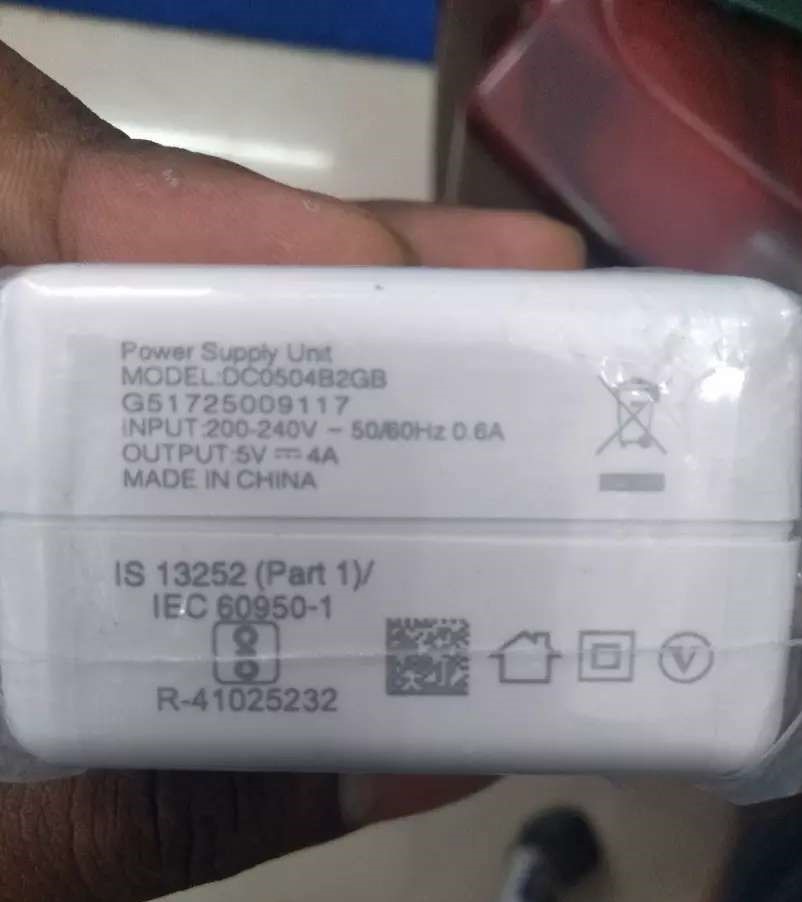 Power Supply Unit
MODEL:DC0504B2GB
G51725009117
INPUT:200-240V ~ 50/60Hz 0.6A
OUTPUT:5V ⎓ 4A
MADE IN CHINA
IS 13252 (Part 1)/
IEC 60950-1
R-41025232
V